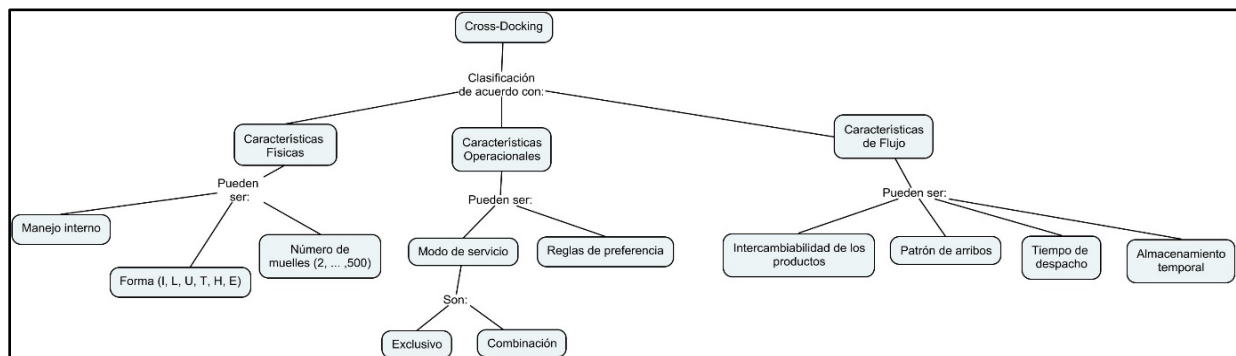 Cross-Docking
Clasificación
de acuerdo con:
Características
Físicas
Características
Operacionales
Características
de Flujo
Pueden
ser:
Pueden ser:
Pueden ser:
Manejo interno
Forma (I, L, U, T, H, E)
Número de
muelles (2, ... ,500)
Modo de servicio
Reglas de preferencia
Intercambiabilidad de los
productos
Patrón de arribos
Tiempo de
despacho
Almacenamiento
temporal
Son:
Exclusivo
Combinación